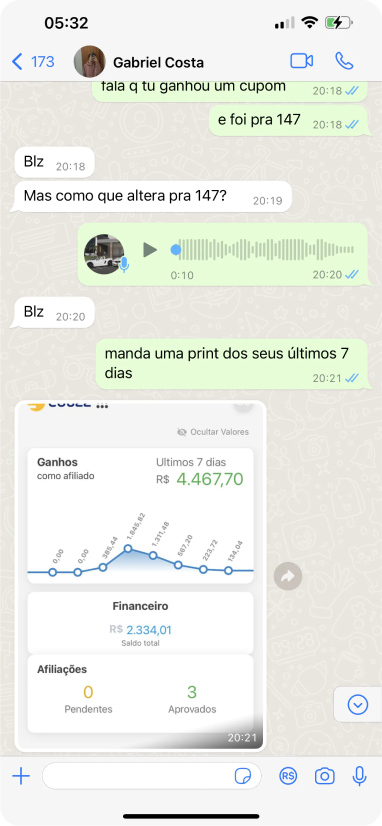 05:32
173
Gabriel Costa
fala q tu ganhou um cupom
20:18
e foi pra 147
20:18
Blz
20:18
Mas como que altera pra 147?
20:19
0:10
20:20
Blz
20:20
manda uma print dos seus últimos 7
dias
20:21
Ocultar Valores
Ganhos
como afiliado
Ultimos 7 dias
R$ 4.467,70
0,00
0,00
385,44
1.845,82
1.311,48
567,20
223,72
134,04
Financeiro
R$ 2.334,01
Saldo total
Afiliações
0
Pendentes
3
Aprovados
20:21
R$